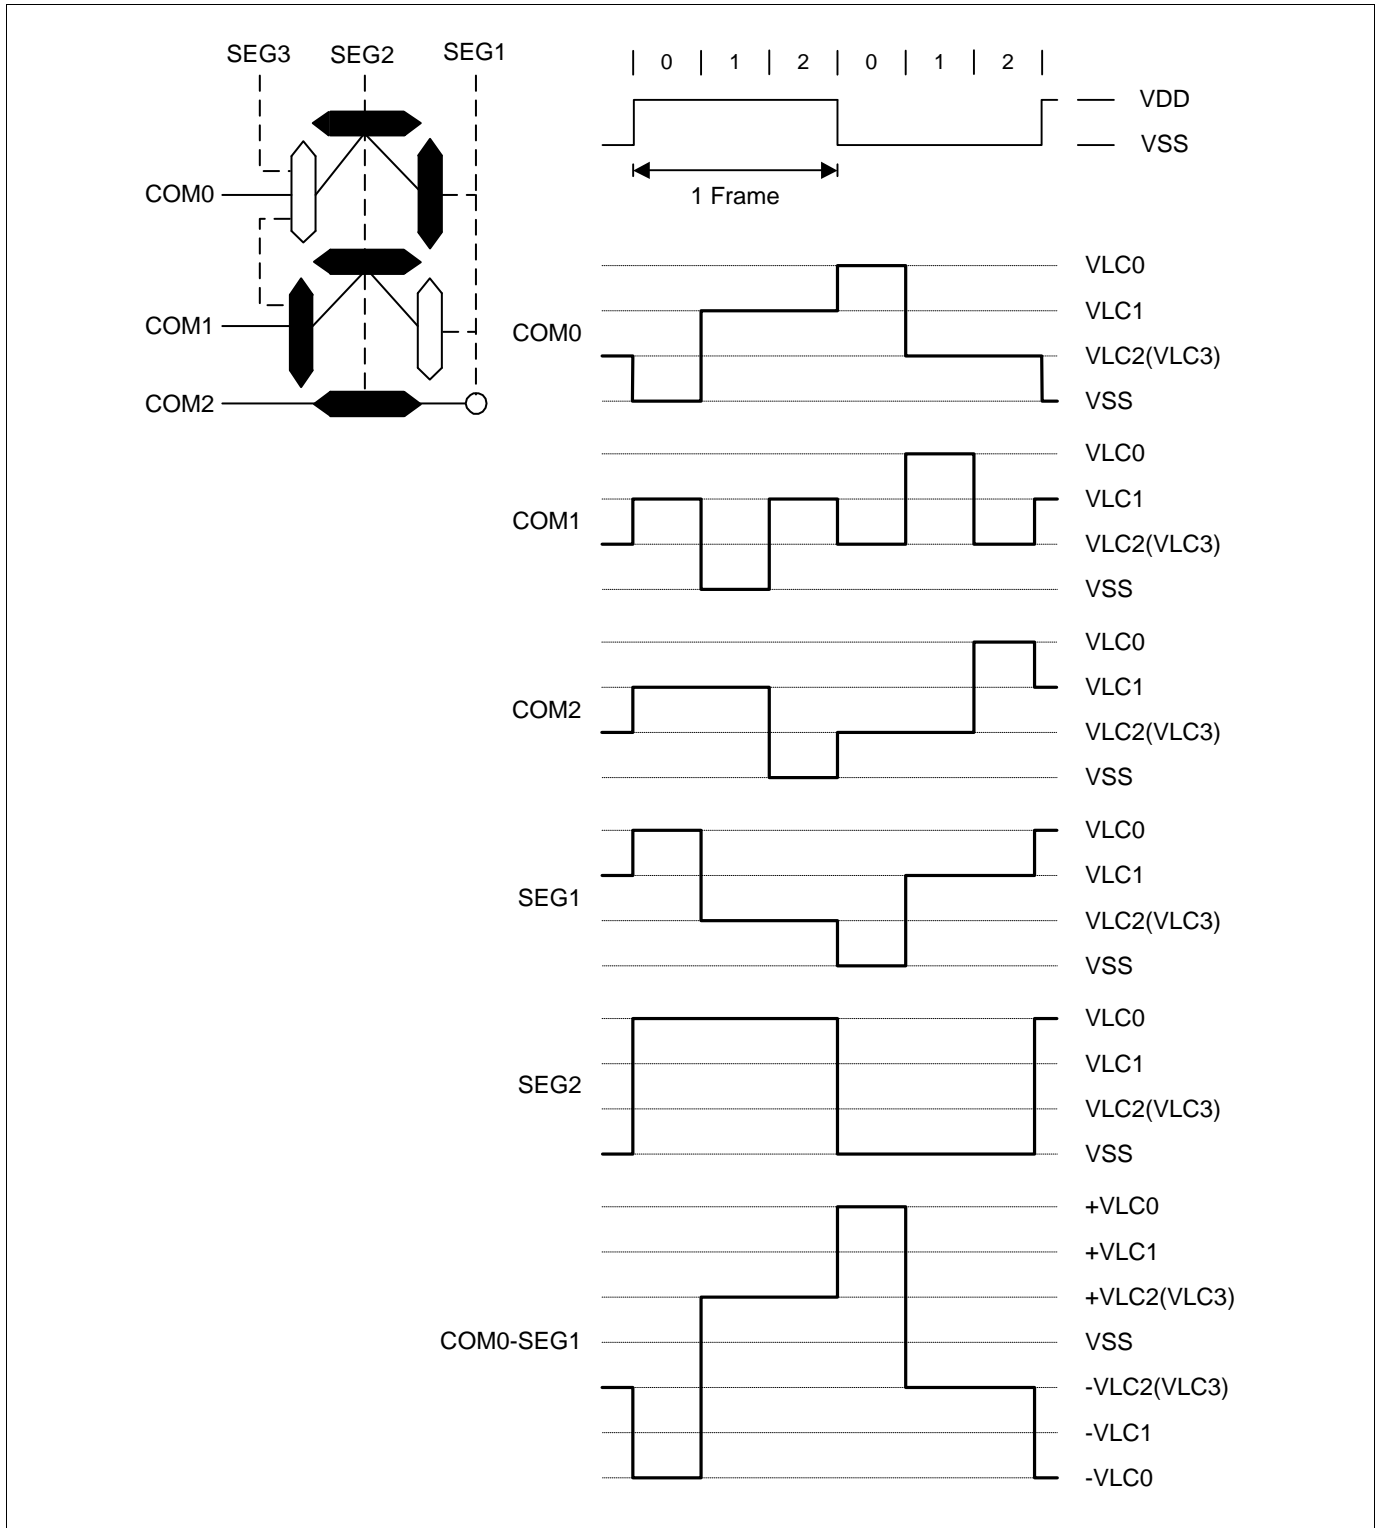 SEG3 SEG2 SEG1
0 1 2 0 1 2
VDD
VSS
1 Frame
COM0
COM1
COM2
COM0
VLC0
VLC1
VLC2(VLC3)
VSS
COM1
VLC0
VLC1
VLC2(VLC3)
VSS
COM2
VLC0
VLC1
VLC2(VLC3)
VSS
SEG1
VLC0
VLC1
VLC2(VLC3)
VSS
SEG2
VLC0
VLC1
VLC2(VLC3)
VSS
COM0-SEG1
+VLC0
+VLC1
+VLC2(VLC3)
VSS
-VLC2(VLC3)
-VLC1
-VLC0